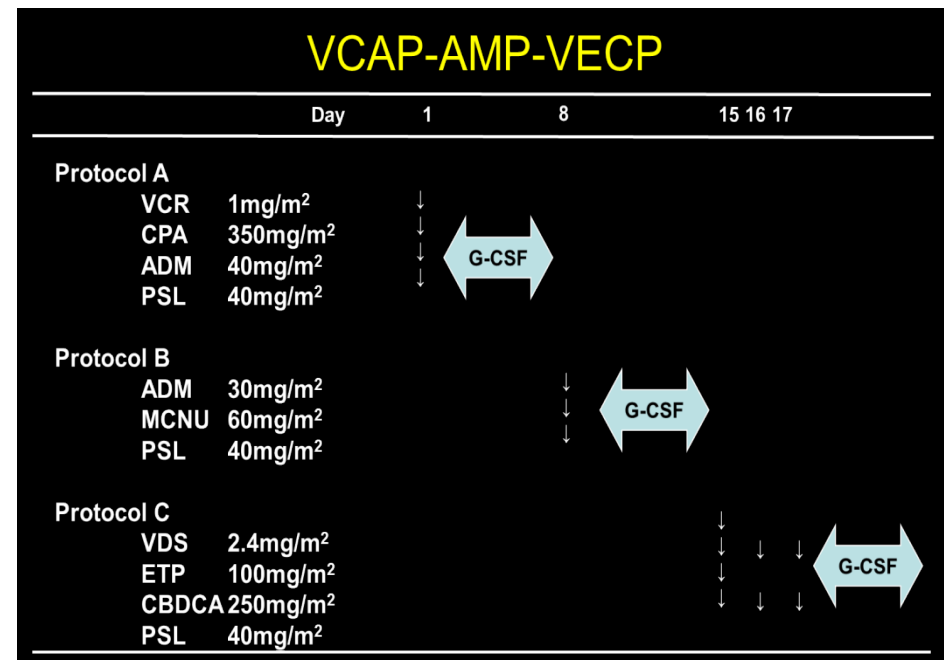 VCAP-AMP-VECP
Day 1 8 15 16 17
Protocol A
VCR 1mg/m²
CPA 350mg/m²
ADM 40mg/m²
PSL 40mg/m²
G-CSF
Protocol B
ADM 30mg/m²
MCNU 60mg/m²
PSL 40mg/m²
G-CSF
Protocol C
VDS 2.4mg/m²
ETP 100mg/m²
CBDCA 250mg/m²
PSL 40mg/m²
G-CSF